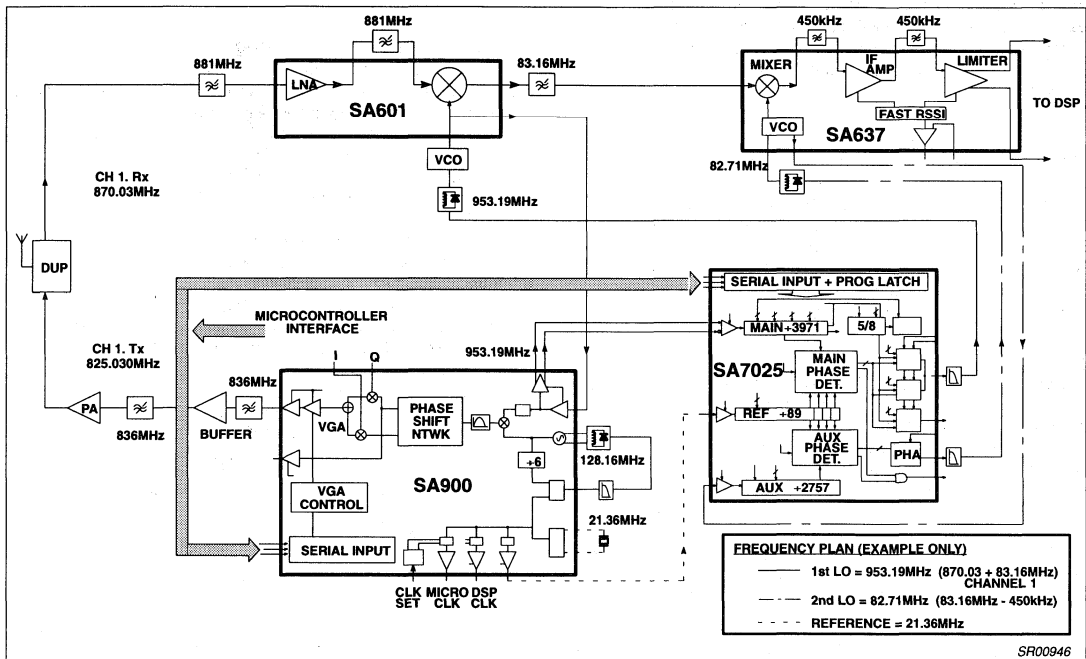 881MHz
450kHz
450kHz
881MHz
83.16MHz
MIXER
IF
AMP
LIMITER
LNA
SA601
FAST RSSI
TO DSP
VCO
SA637
VCO
82.71MHz
CH 1. Rx
870.03MHz
953.19MHz
DUP
SERIAL INPUT + PROG LATCH
MICROCONTROLLER
INTERFACE
MAIN ÷3971
5/8
953.19MHz
CH 1. Tx
825.030MHz
I
Q
SA7025
MAIN
PHASE
DET.
836MHz
PA
VGA
PHASE
SHIFT
NTWK
REF ÷89
836MHz
BUFFER
AUX
PHASE
DET.
PHA
128.16MHz
÷6
SA900
AUX ÷2757
VGA
CONTROL
21.36MHz
SERIAL INPUT
FREQUENCY PLAN (EXAMPLE ONLY)
1st LO = 953.19MHz (870.03 + 83.16MHz)
CHANNEL 1
CLK
SET
MICRO
CLK
DSP
CLK
2nd LO = 82.71MHz (83.16MHz - 450kHz)
REFERENCE = 21.36MHz
SR00946